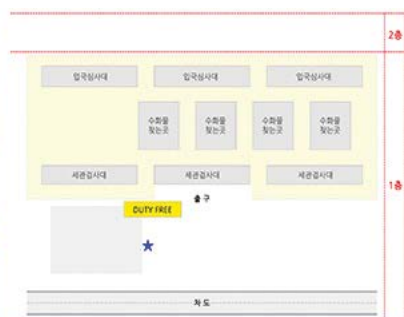 2층
입국심사대
입국심사대
입국심사대
수화물
찾는곳
수화물
찾는곳
수화물
찾는곳
수화물
찾는곳
세관검사대
세관검사대
세관검사대
1층
출 구
DUTY FREE
차 도